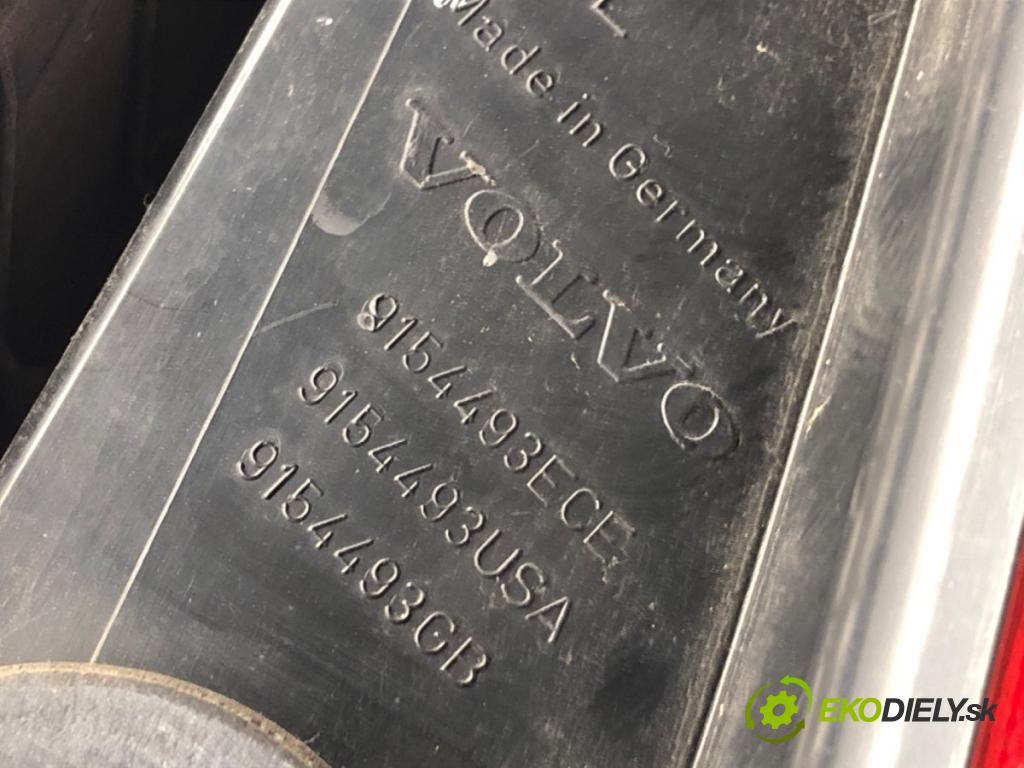 Made in Germany
VOLVO
9154493ECE
9154493USA
9154493GB
EKODIELY.sk